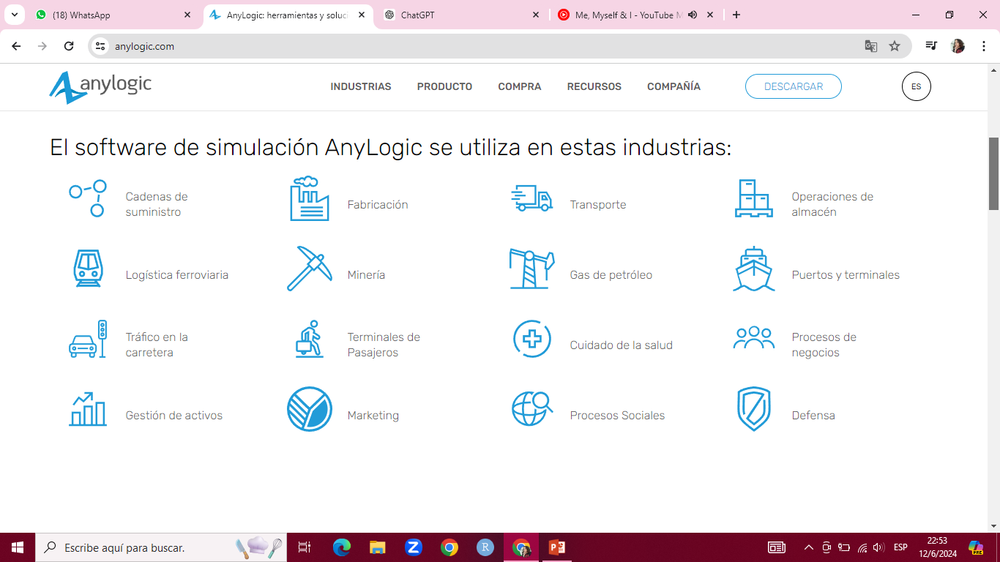 (18) WhatsApp
AnyLogic: herramientas y soluci
ChatGPT
Me, Myself & I - YouTube M
anylogic.com
anylogic
INDUSTRIAS
PRODUCTO
COMPRA
RECURSOS
COMPAÑÍA
DESCARGAR
ES
El software de simulación AnyLogic se utiliza en estas industrias:
Cadenas de
suministro
Fabricación
Transporte
Operaciones de
almacén
Logística ferroviaria
Minería
Gas de petróleo
Puertos y terminales
Tráfico en la
carretera
Terminales de
Pasajeros
Cuidado de la salud
Procesos de
negocios
Gestión de activos
Marketing
Procesos Sociales
Defensa
Escribe aquí para buscar.
ESP
22:53
12/6/2024
PRE